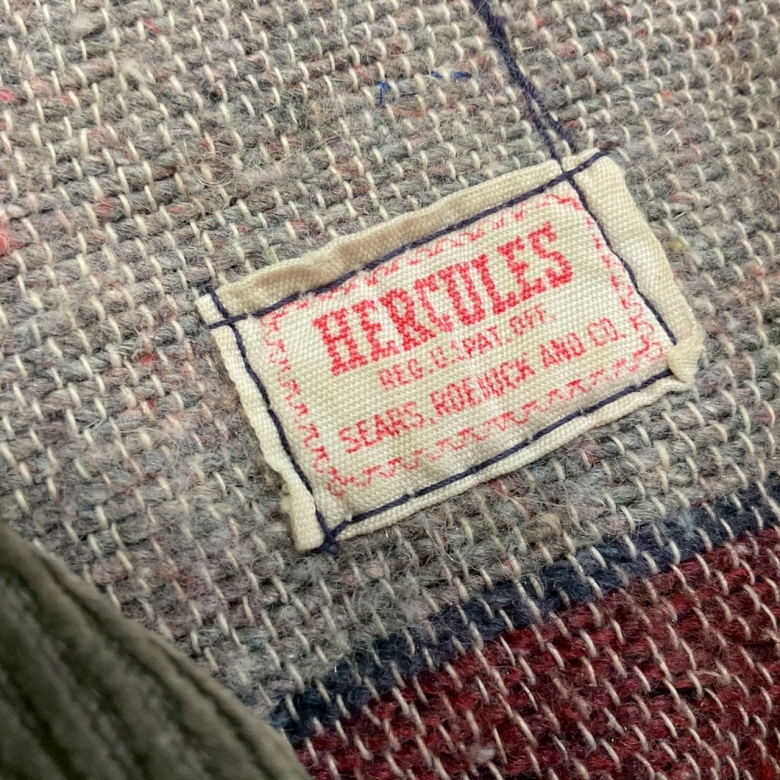 HERCULES
REG. U.S. PAT. OFF.
SEARS, ROEBUCK AND CO.